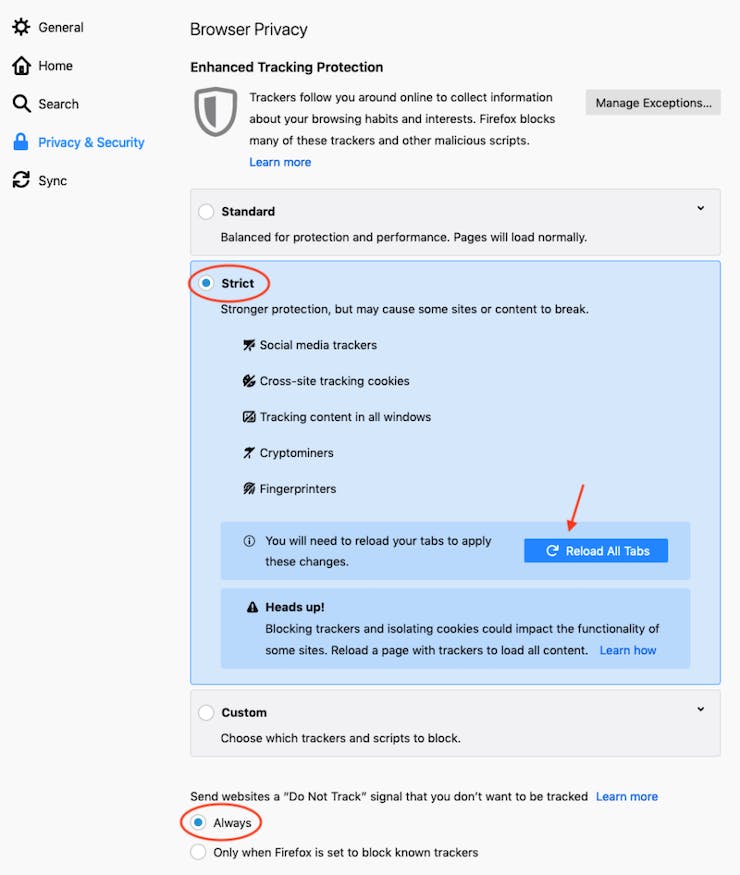 General
Home
Search
Privacy & Security
Sync
Browser Privacy
Enhanced Tracking Protection
Trackers follow you around online to collect information
about your browsing habits and interests. Firefox blocks
many of these trackers and other malicious scripts.
Learn more
Manage Exceptions...
Standard
Balanced for protection and performance. Pages will load normally.
Strict
Stronger protection, but may cause some sites or content to break.
Social media trackers
Cross-site tracking cookies
Tracking content in all windows
Cryptominers
Fingerprinters
You will need to reload your tabs to apply
these changes.
Reload All Tabs
Heads up!
Blocking trackers and isolating cookies could impact the functionality of
some sites. Reload a page with trackers to load all content. Learn how
Custom
Choose which trackers and scripts to block.
Send websites a “Do Not Track” signal that you don’t want to be tracked Learn more
Always
Only when Firefox is set to block known trackers